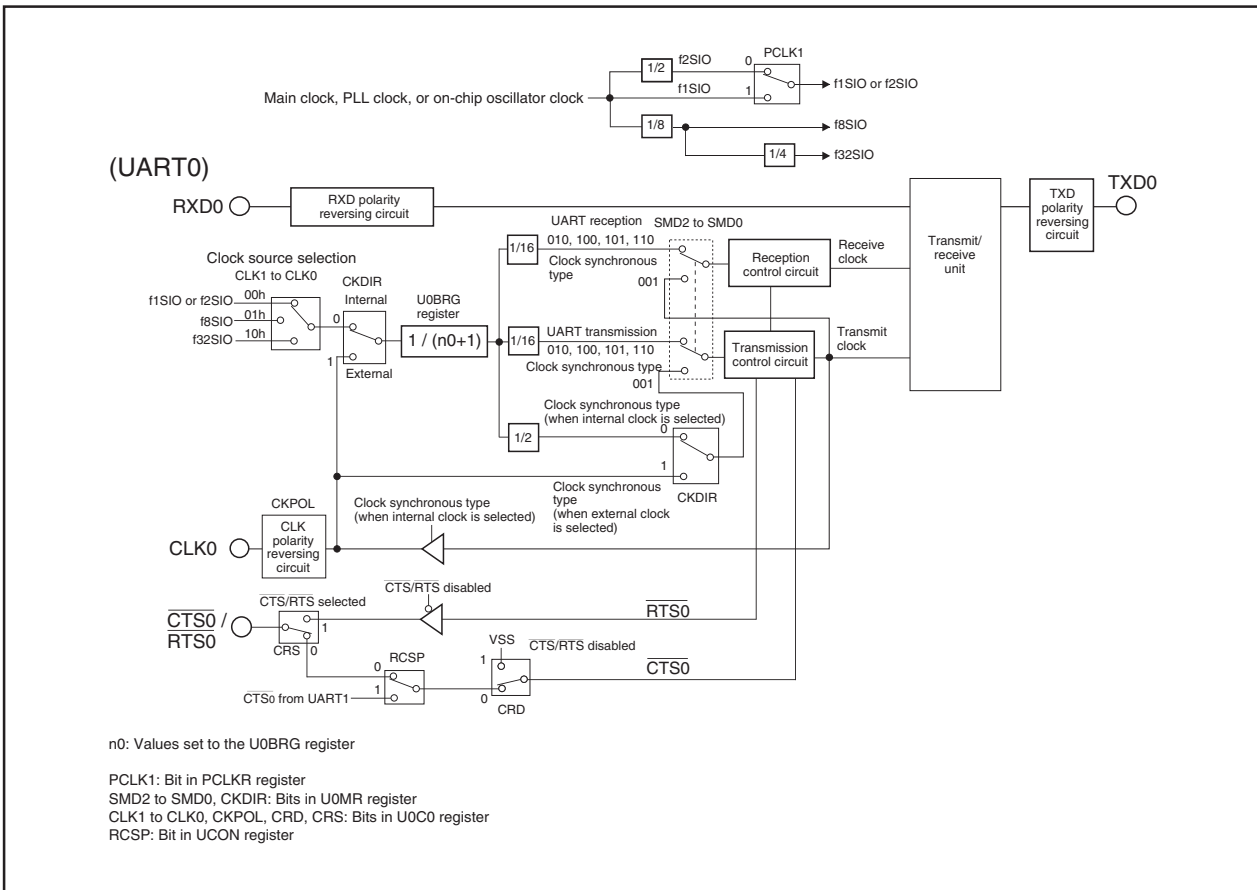 PCLK1
1/2
f2SIO
0
f1SIO
1
f1SIO or f2SIO
Main clock, PLL clock, or on-chip oscillator clock
1/8
f8SIO
1/4
f32SIO
(UART0)
RXD0
RXD polarity
reversing circuit
TXD0
TXD
polarity
reversing
circuit
Transmit/
receive
unit
UART reception
SMD2 to SMD0
010, 100, 101, 110
1/16
Clock synchronous
type
001
Reception
control circuit
Receive
clock
Clock source selection
CLK1 to CLK0
00h
f1SIO or f2SIO
01h
f8SIO
10h
f32SIO
CKDIR
Internal
0
1
External
U0BRG
register
1 / (n0+1)
1/16
UART transmission
010, 100, 101, 110
Clock synchronous type
001
Transmission
control circuit
Transmit
clock
Clock synchronous type
(when internal clock is selected)
1/2
0
1
CKDIR
Clock synchronous
type
(when external clock
is selected)
CKPOL
CLK
polarity
reversing
circuit
CLK0
Clock synchronous type
(when internal clock is selected)
CTS/RTS disabled
CTS/RTS selected
CTS0 /
RTS0
1
CRS
0
RTS0
VSS
CTS/RTS disabled
1
CTS0
RCSP
0
1
CTS0 from UART1
0
CRD
n0: Values set to the U0BRG register
PCLK1: Bit in PCLKR register
SMD2 to SMD0, CKDIR: Bits in U0MR register
CLK1 to CLK0, CKPOL, CRD, CRS: Bits in U0C0 register
RCSP: Bit in UCON register